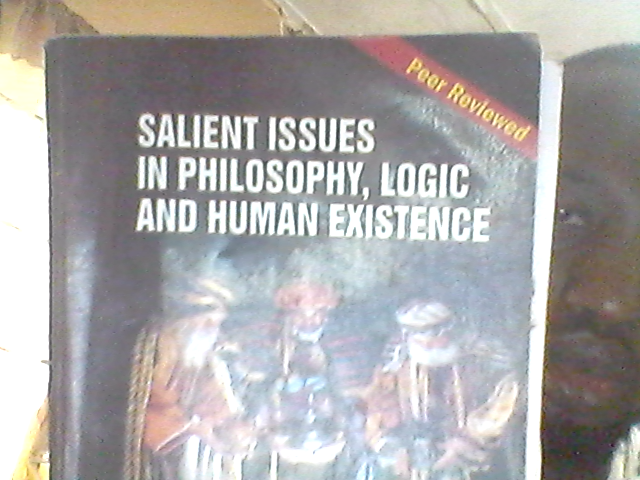 Peer Reviewed
SALIENT ISSUES
IN PHILOSOPHY, LOGIC
AND HUMAN EXISTENCE